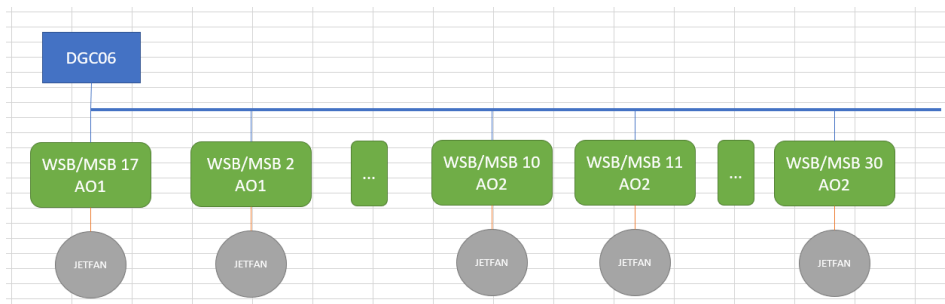 DGC06
WSB/MSB 17
AO1
WSB/MSB 2
AO1
...
WSB/MSB 10
AO2
WSB/MSB 11
AO2
...
WSB/MSB 30
AO2
JETFAN
JETFAN
JETFAN
JETFAN
JETFAN